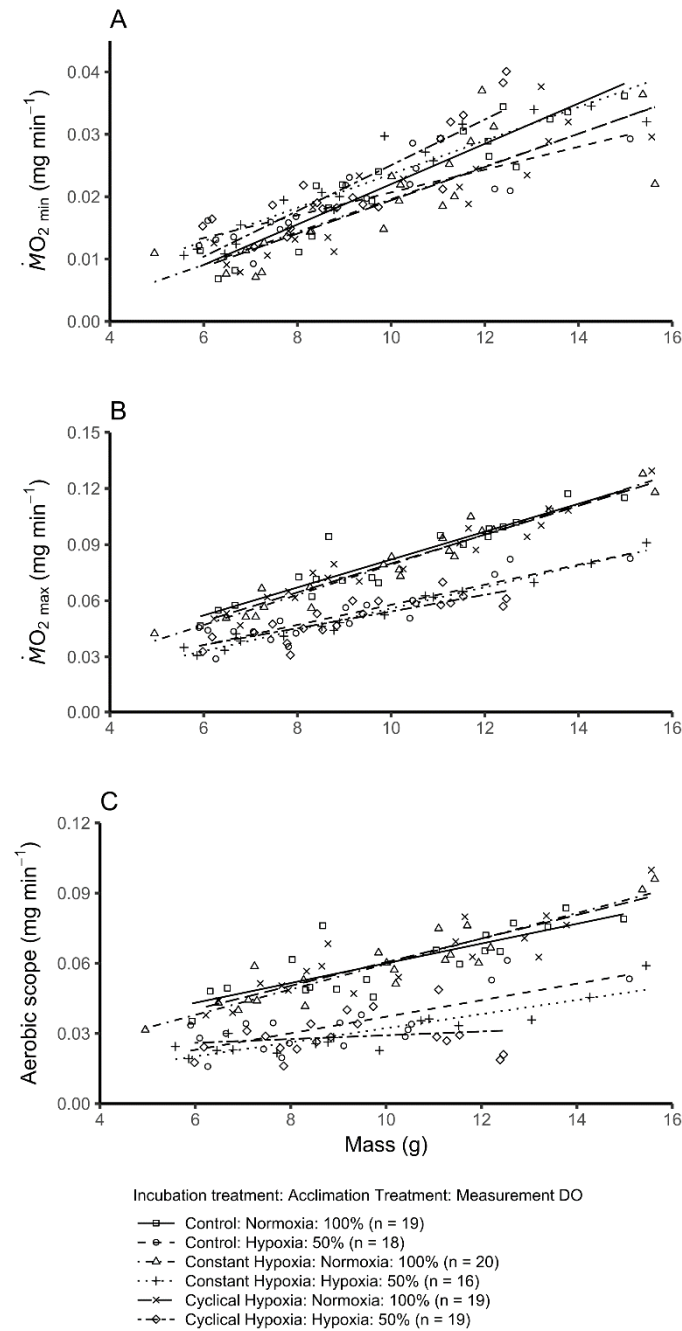 A
ṀO2 min (mg min−1)
0.04
0.03
0.02
0.01
0.00
4 6 8 10 12 14 16
B
ṀO2 max (mg min−1)
0.15
0.12
0.09
0.06
0.03
0.00
4 6 8 10 12 14 16
C
Aerobic scope (mg min−1)
0.12
0.09
0.06
0.03
0.00
4 6 8 10 12 14 16
Mass (g)
Incubation treatment: Acclimation Treatment: Measurement DO
Control: Normoxia: 100% (n = 19)
Control: Hypoxia: 50% (n = 18)
Constant Hypoxia: Normoxia: 100% (n = 20)
Constant Hypoxia: Hypoxia: 50% (n = 16)
Cyclical Hypoxia: Normoxia: 100% (n = 19)
Cyclical Hypoxia: Hypoxia: 50% (n = 19)